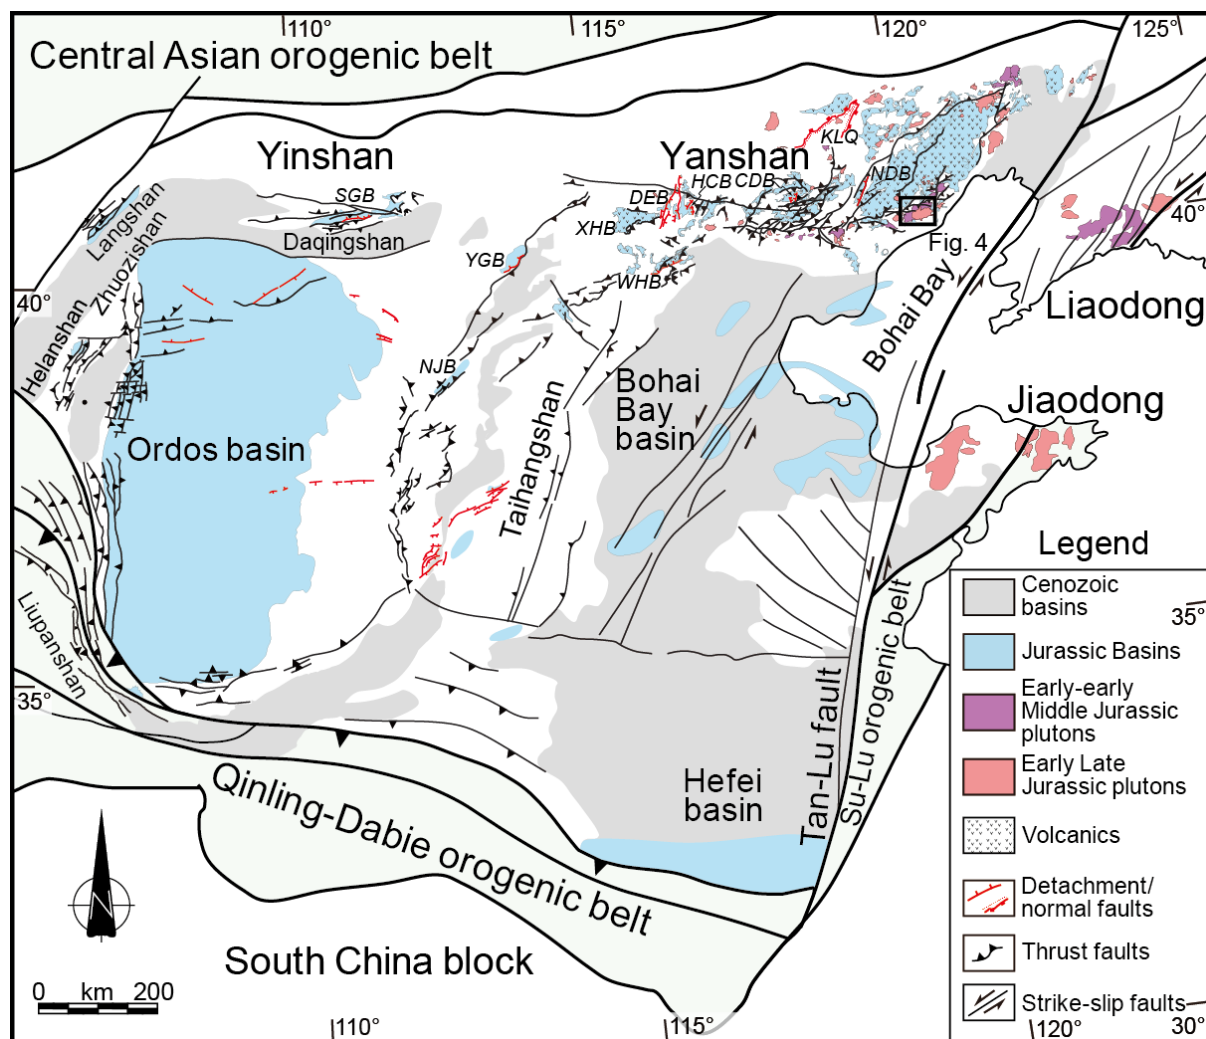 110°
115°
120°
125°
Central Asian orogenic belt
Yinshan
Yanshan
KLQ
SGB
HCB
CDB
NDB
DEB
Langshan
XHB
40°
Daqingshan
Fig. 4
Zhuozishan
YGB
WHB
40°
Bohai Bay
Liaodong
Helanshan
NJB
Bohai
Bay
basin
Jiaodong
Ordos basin
Taihangshan
Legend
Cenozoic
basins
35°
Liupanshan
Jurassic Basins
35°
Early-early
Middle Jurassic
plutons
Tan-Lu fault
Su-Lu orogenic belt
Early Late
Jurassic plutons
Hefei
basin
Qinling-Dabie orogenic belt
Volcanics
N
Detachment/
normal faults
South China block
Thrust faults
0 km 200
Strike-slip faults
110°
115°
120°
30°